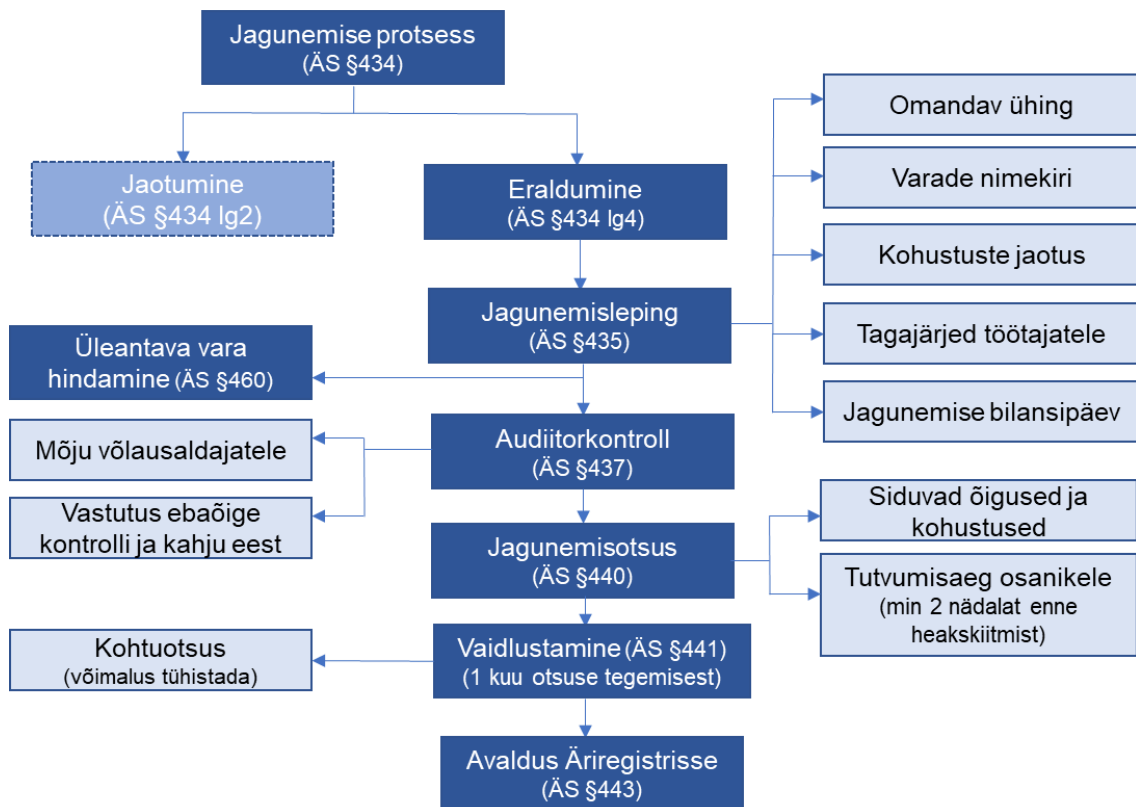 Jagunemise protsess
(ÄS §434)
Jaotumine
(ÄS §434 lg2)
Eraldumine
(ÄS §434 lg4)
Jagunemisleping
(ÄS §435)
Omandav ühing
Varade nimekiri
Kohustuste jaotus
Tagajärjed töötajatele
Jagunemise bilansipäev
Üleantava vara
hindamine (ÄS §460)
Audiitorkontroll
(ÄS §437)
Mõju võlausaldajatele
Vastutus ebaõige
kontrolli ja kahju eest
Jagunemisotsus
(ÄS §440)
Siduvad õigused ja
kohustused
Tutvumisaeg osanikele
(min 2 nädalat enne
heakskiitmist)
Vaidlustamine (ÄS §441)
(1 kuu otsuse tegemisest)
Kohtuotsus
(võimalus tühistada)
Avaldus Äriregistrisse
(ÄS §443)